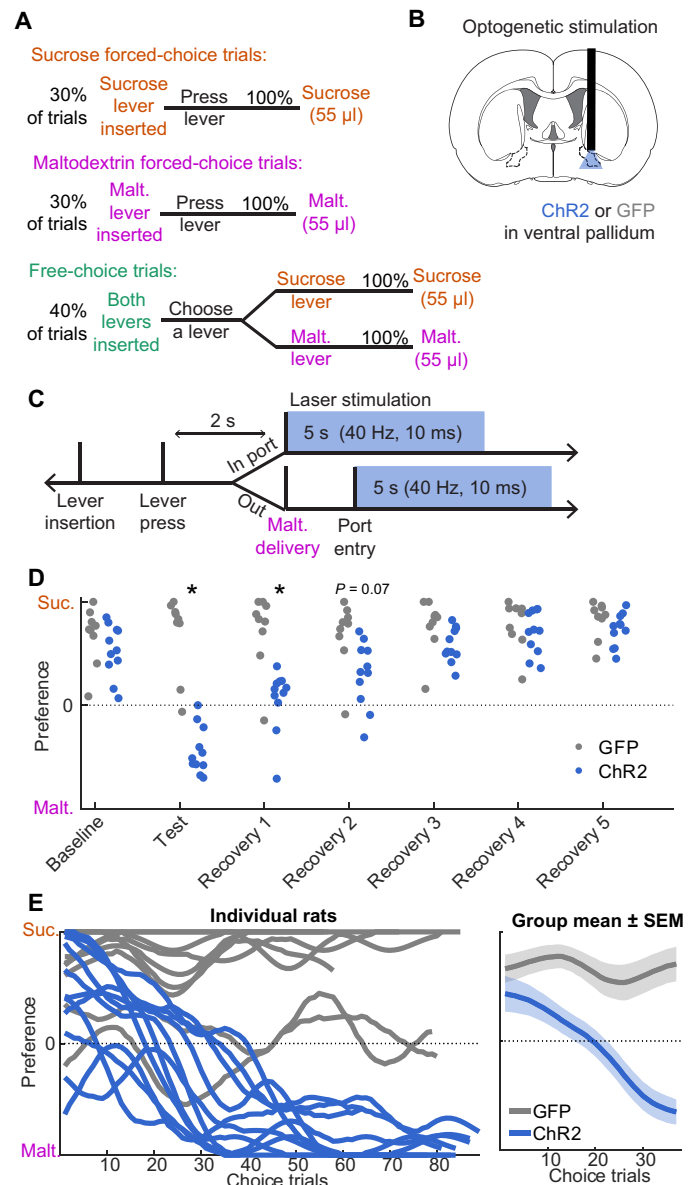 A
Sucrose forced-choice trials:
30%
of trials
Sucrose
lever
inserted
Press
lever
100%
Sucrose
(55 µl)
Maltodextrin forced-choice trials:
30%
of trials
Malt.
lever
inserted
Press
lever
100%
Malt.
(55 µl)
Free-choice trials:
40%
of trials
Both
levers
inserted
Choose
a lever
Sucrose
lever
100%
Sucrose
(55 µl)
Malt.
lever
100%
Malt.
(55 µl)
B
Optogenetic stimulation
ChR2 or GFP
in ventral pallidum
C
Laser stimulation
2 s
5 s (40 Hz, 10 ms)
In port
Out
5 s (40 Hz, 10 ms)
Lever
insertion
Lever
press
Malt.
delivery
Port
entry
D
Suc.
0
Malt.
Preference
*
*
P = 0.07
GFP
ChR2
Baseline
Test
Recovery 1
Recovery 2
Recovery 3
Recovery 4
Recovery 5
E
Individual rats
Suc.
0
Malt.
Preference
10 20 30 40 50 60 70 80
Choice trials
Group mean ± SEM
GFP
ChR2
10 30
Choice trials